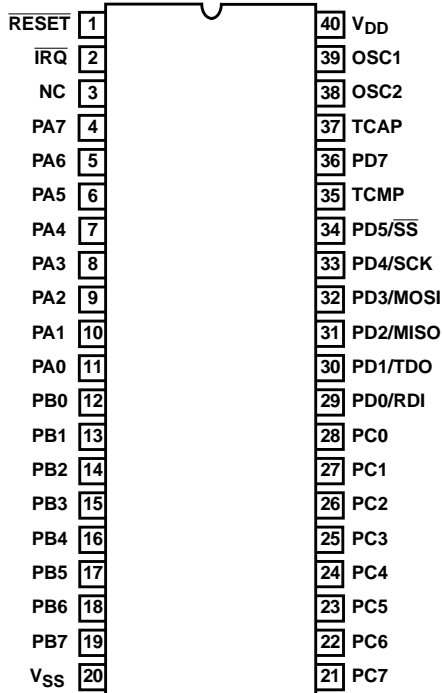 R̅E̅S̅E̅T̅ 1 40 VDD
I̅R̅Q̅ 2 39 OSC1
NC 3 38 OSC2
PA7 4 37 TCAP
PA6 5 36 PD7
PA5 6 35 TCMP
PA4 7 34 PD5/S̅S̅
PA3 8 33 PD4/SCK
PA2 9 32 PD3/MOSI
PA1 10 31 PD2/MISO
PA0 11 30 PD1/TDO
PB0 12 29 PD0/RDI
PB1 13 28 PC0
PB2 14 27 PC1
PB3 15 26 PC2
PB4 16 25 PC3
PB5 17 24 PC4
PB6 18 23 PC5
PB7 19 22 PC6
VSS 20 21 PC7